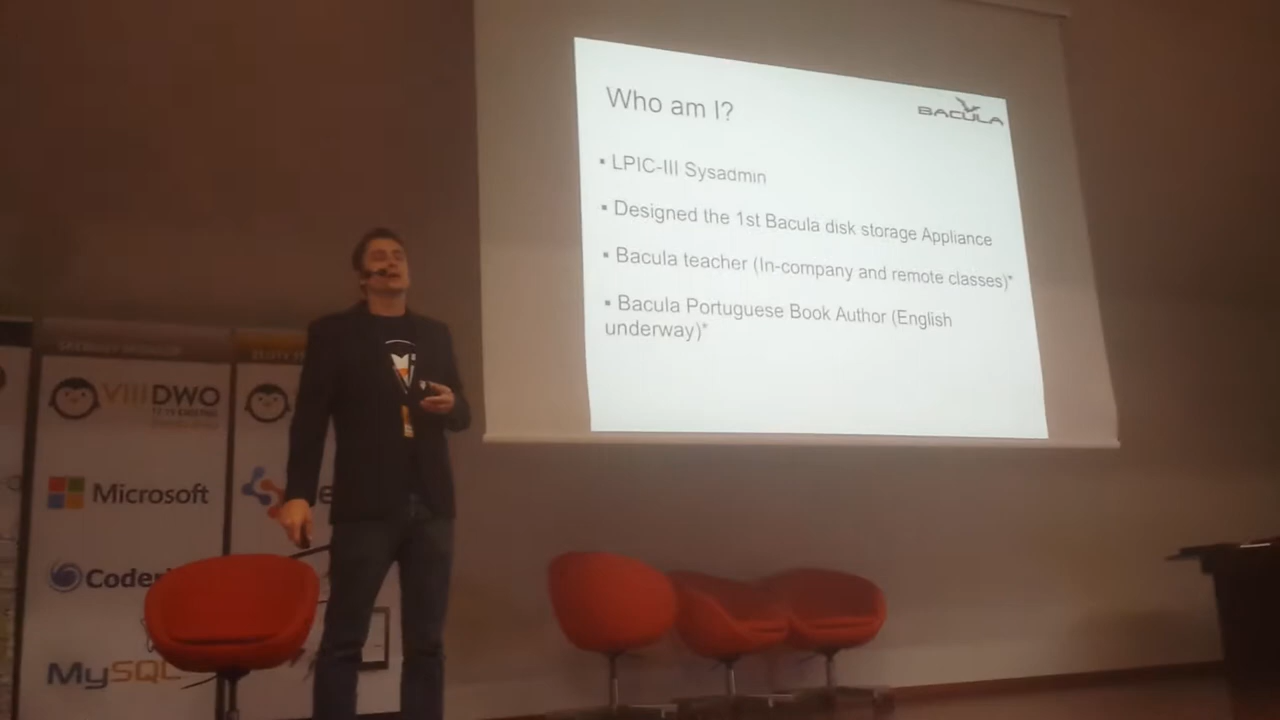 Who am I?
BACULA
▪ LPIC-III Sysadmin
▪ Designed the 1st Bacula disk storage Appliance
▪ Bacula teacher (In-company and remote classes)*
▪ Bacula Portuguese Book Author (English
underway)*
VIII DWO
Microsoft
Coder
MySQL